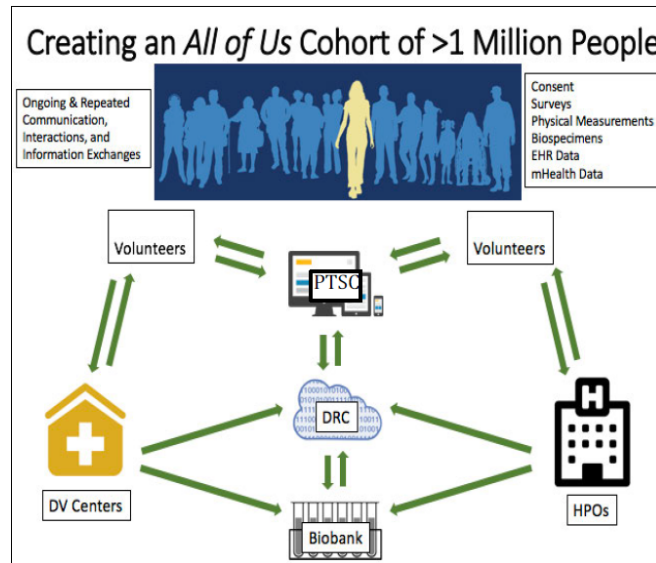 Creating an All of Us Cohort of >1 Million People
Ongoing & Repeated
Communication,
Interactions, and
Information Exchanges
Consent
Surveys
Physical Measurements
Biospecimens
EHR Data
mHealth Data
Volunteers
Volunteers
PTSC
DRC
DV Centers
HPOs
Biobank